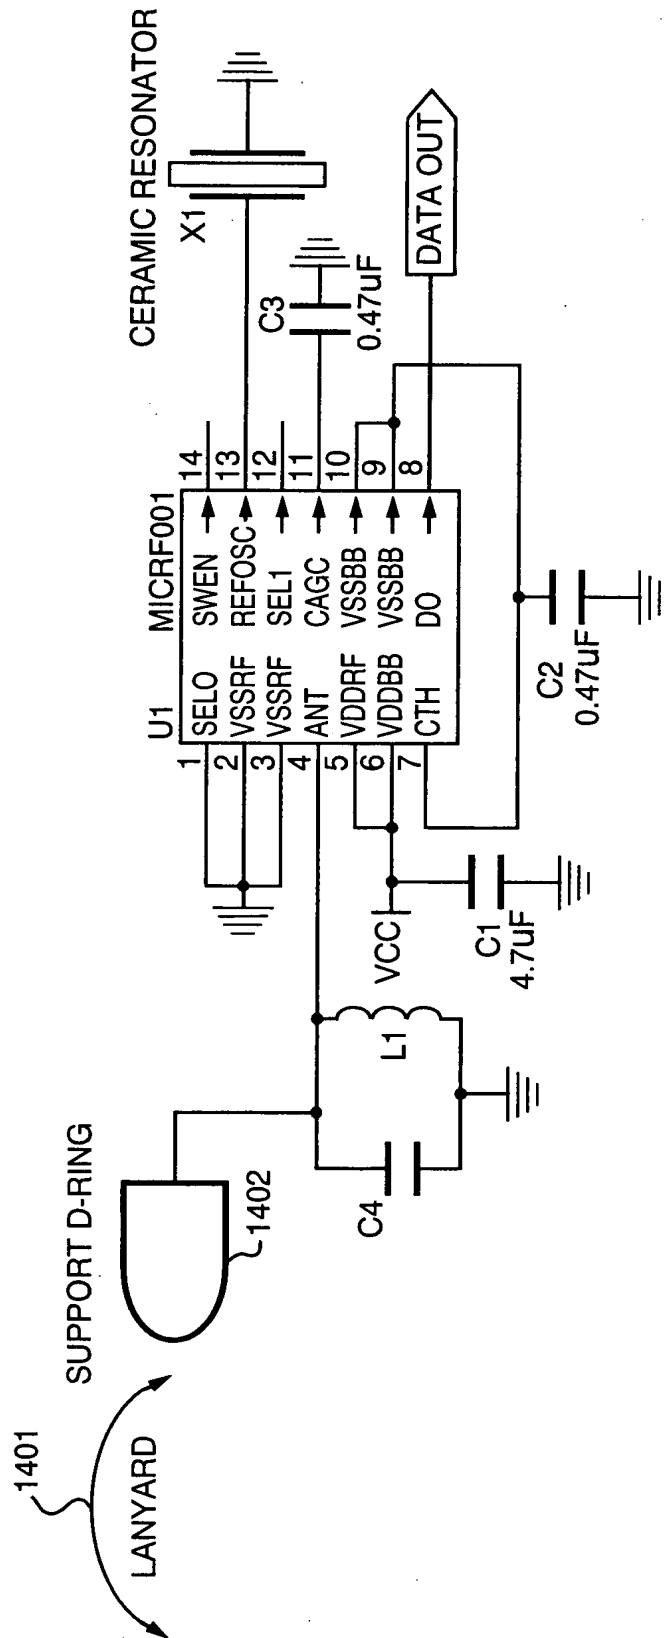 1401
LANYARD
SUPPORT D-RING
1402
C4
L1
VCC
C1
4.7uF
U1
MICRF001
1
SELO
SWEN
14
2
VSSRF
REFOSC
13
3
VSSRF
SEL1
12
4
ANT
CAGC
11
5
VDDRF
VSSBB
10
6
VDDBB
VSSBB
9
7
CTH
DO
8
C2
0.47uF
C3
0.47uF
X1
CERAMIC RESONATOR
DATA OUT